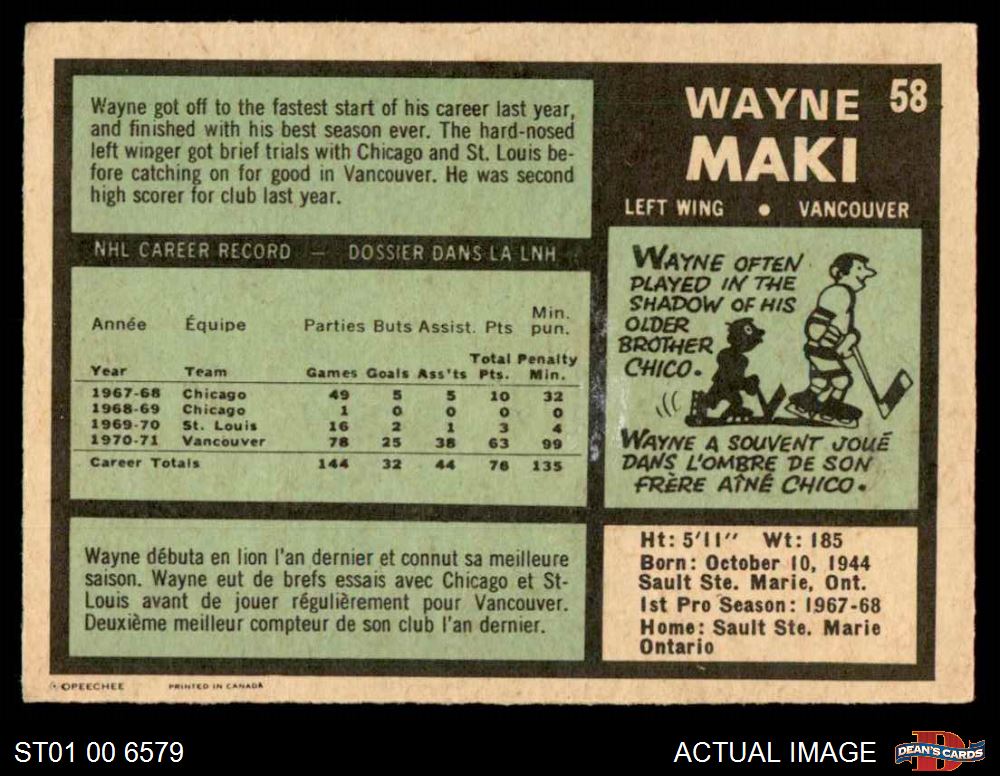 WAYNE 58
MAKI
LEFT WING • VANCOUVER
Wayne got off to the fastest start of his career last year,
and finished with his best season ever. The hard-nosed
left winger got brief trials with Chicago and St. Louis be-
fore catching on for good in Vancouver. He was second
high scorer for club last year.
NHL CAREER RECORD — DOSSIER DANS LA LNH
Année Équipe Parties Buts Assist. Pts Min. pun.
Total Penalty
Year Team Games Goals Ass'ts Pts. Min.
1967-68 Chicago 49 5 5 10 32
1968-69 Chicago 1 0 0 0 0
1969-70 St. Louis 16 2 1 3 4
1970-71 Vancouver 78 25 38 63 99
Career Totals 144 32 44 76 135
Wayne débuta en lion l'an dernier et connut sa meilleure
saison. Wayne eut de brefs essais avec Chicago et St-
Louis avant de jouer régulièrement pour Vancouver.
Deuxième meilleur compteur de son club l'an dernier.
WAYNE OFTEN
PLAYED IN THE
SHADOW OF HIS
OLDER
BROTHER
CHICO.
WAYNE A SOUVENT JOUÉ
DANS L'OMBRE DE SON
FRÈRE AÎNÉ CHICO.
Ht: 5'11" Wt: 185
Born: October 10, 1944
Sault Ste. Marie, Ont.
1st Pro Season: 1967-68
Home: Sault Ste. Marie
Ontario
OPEECHEE PRINTED IN CANADA
ST01 00 6579 ACTUAL IMAGE
DEAN'S CARDS